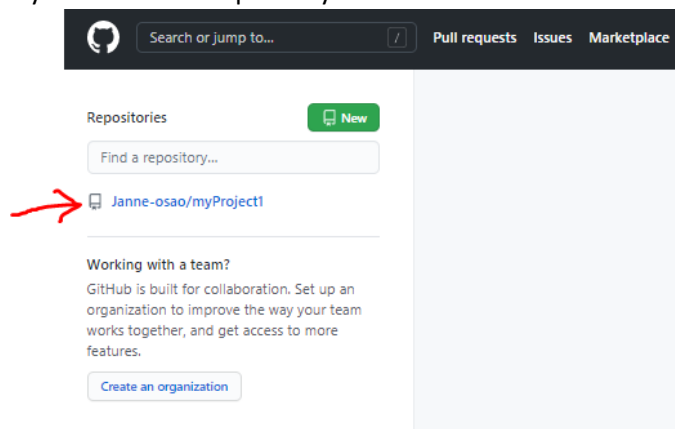 Search or jump to... /
Pull requests Issues Marketplace
Repositories
New
Find a repository...
Janne-osao/myProject1
Working with a team?
GitHub is built for collaboration. Set up an
organization to improve the way your team
works together, and get access to more
features.
Create an organization